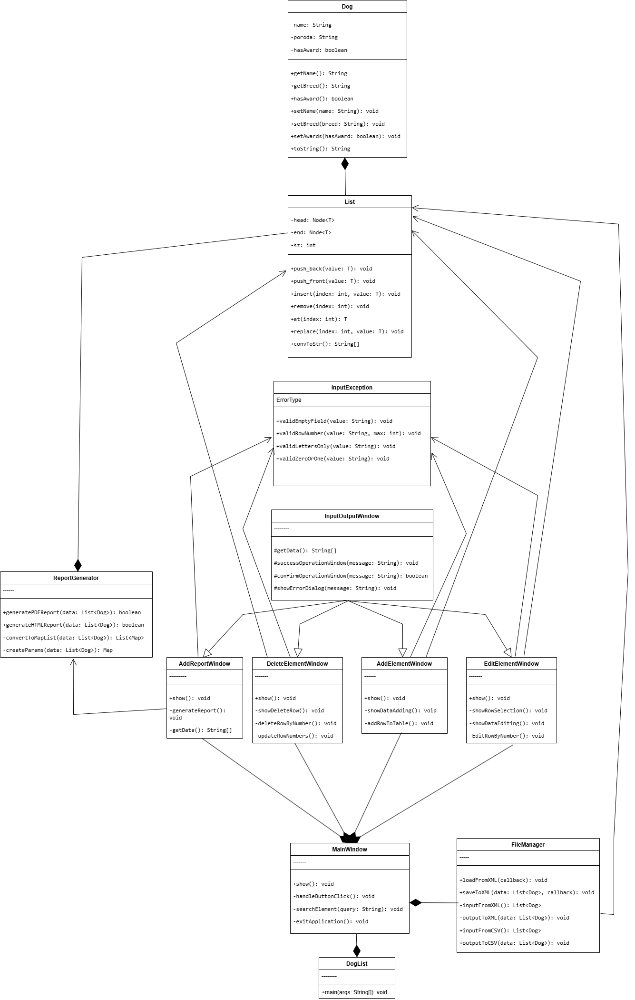 Dog
-name: String
-poroda: String
-hasAward: boolean
+getName(): String
+getBreed(): String
+hasAward(): boolean
+setName(name: String): void
+setBreed(breed: String): void
+setAwards(hasAward: boolean): void
+toString(): String
List
-head: Node<T>
-end: Node<T>
-sz: int
+push_back(value: T): void
+push_front(value: T): void
+insert(index: int, value: T): void
+remove(index: int): void
+at(index: int): T
+replace(index: int, value: T): void
+convToStr(): String[]
InputException
ErrorType
+validEmptyField(value: String): void
+validRowNumber(value: String, max: int): void
+validLettersOnly(value: String): void
+validZeroOrOne(value: String): void
InputOutputWindow
--------
#getData(): String[]
#successOperationWindow(message: String): void
#confirmOperationWindow(message: String): boolean
#showErrorDialog(message: String): void
ReportGenerator
------
+generatePDFReport(data: List<Dog>): boolean
+generateHTMLReport(data: List<Dog>): boolean
-convertToMapList(data: List<Dog>): List<Map>
-createParams(data: List<Dog>): Map
AddReportWindow
---------
+show(): void
-generateReport():
void
-getData(): String[]
DeleteElementWindow
-------
+show(): void
-showDeleteRow(): void
-deleteRowByNumber(): void
-updateRowNumbers(): void
AddElementWindow
------
+show(): void
-showDataAdding(): void
-addRowToTable(): void
EditElementWindow
-------
+show(): void
-showRowSelection(): void
-showDataEditing(): void
-EditRowByNumber(): void
MainWindow
-------
+show(): void
-handleButtonClick(): void
-searchElement(query: String): void
-exitApplication(): void
FileManager
-----
+loadFromXML(callback): void
+saveToXML(data: List<Dog>, callback): void
-inputFromXML(): List<Dog>
-outputToXML(data: List<Dog>): void
+inputFromCSV(): List<Dog>
+outputToCSV(data: List<Dog>): void
DogList
--------
+main(args: String[]): void